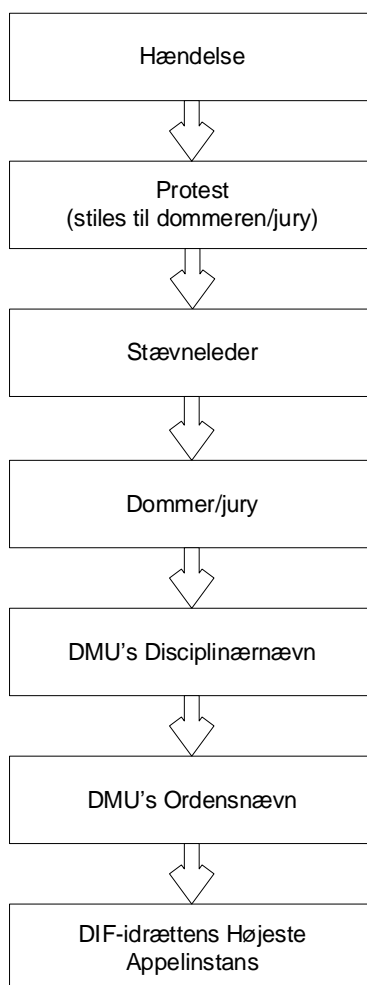 Hændelse
Protest
(stiles til dommeren/jury)
Stævneleder
Dommer/jury
DMU's Disciplinærnævn
DMU's Ordensnævn
DIF-idrættens Højeste
Appelinstans